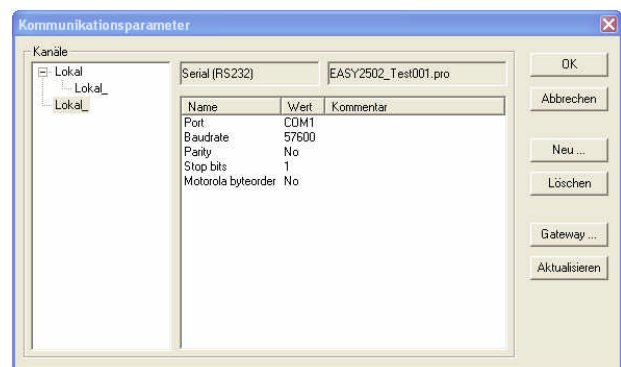 Kommunikationsparameter
Kanäle
Lokal
Lokal_
Lokal_
Serial (RS232)
EASY2502_Test001.pro
Name Wert Kommentar
Port COM1
Baudrate 57600
Parity No
Stop bits 1
Motorola byteorder No
OK
Abbrechen
Neu ...
Löschen
Gateway ...
Aktualisieren